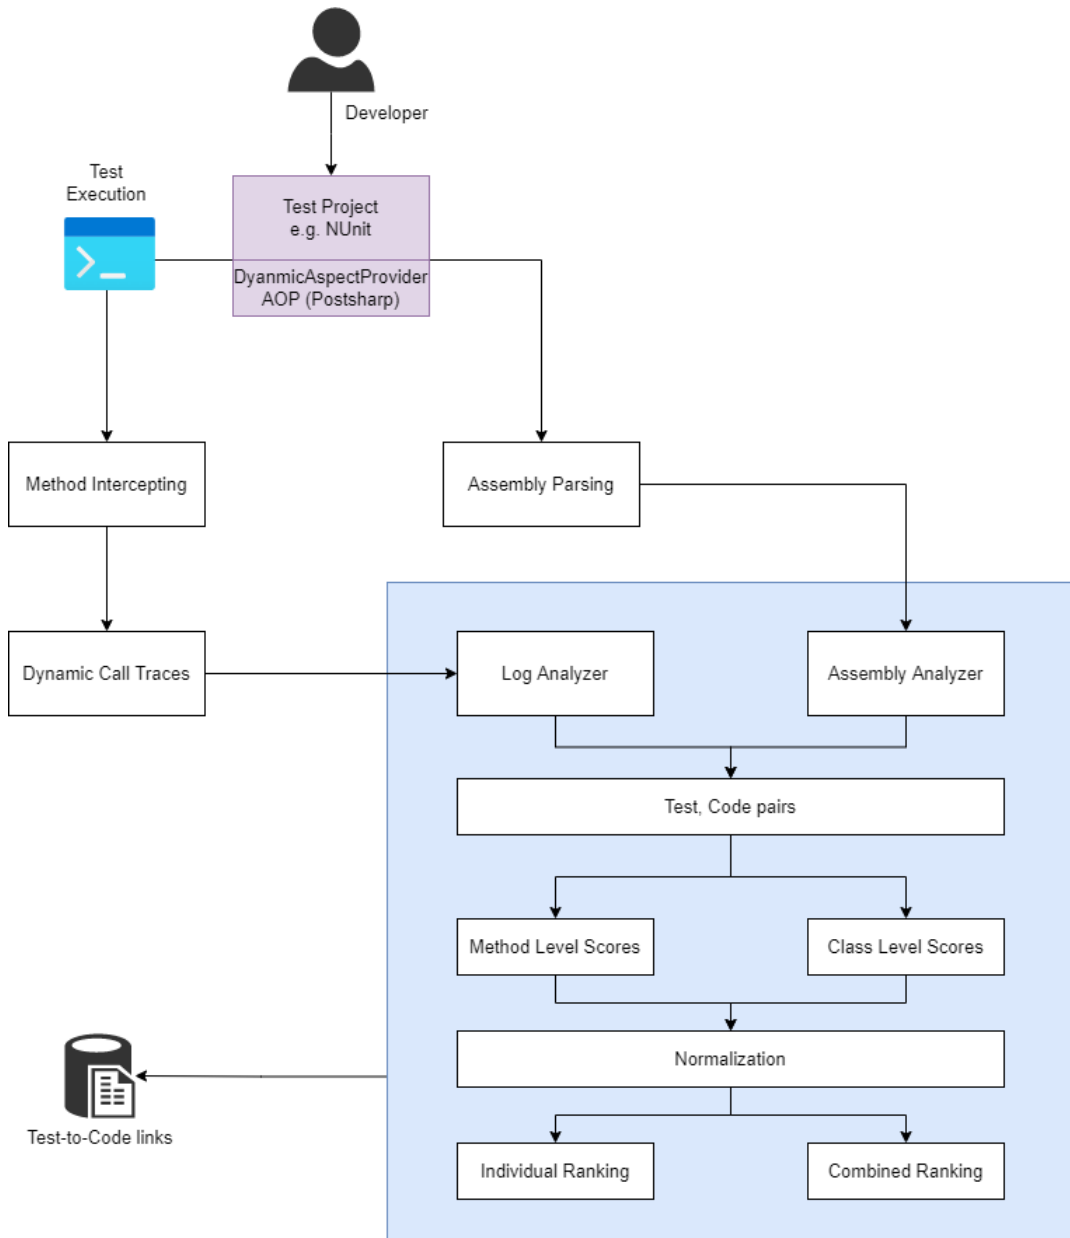 Developer
Test
Execution
Test Project
e.g. NUnit
DyanmicAspectProvider
AOP (Postsharp)
Method Intercepting
Assembly Parsing
Dynamic Call Traces
Log Analyzer
Assembly Analyzer
Test, Code pairs
Method Level Scores
Class Level Scores
Normalization
Test-to-Code links
Individual Ranking
Combined Ranking